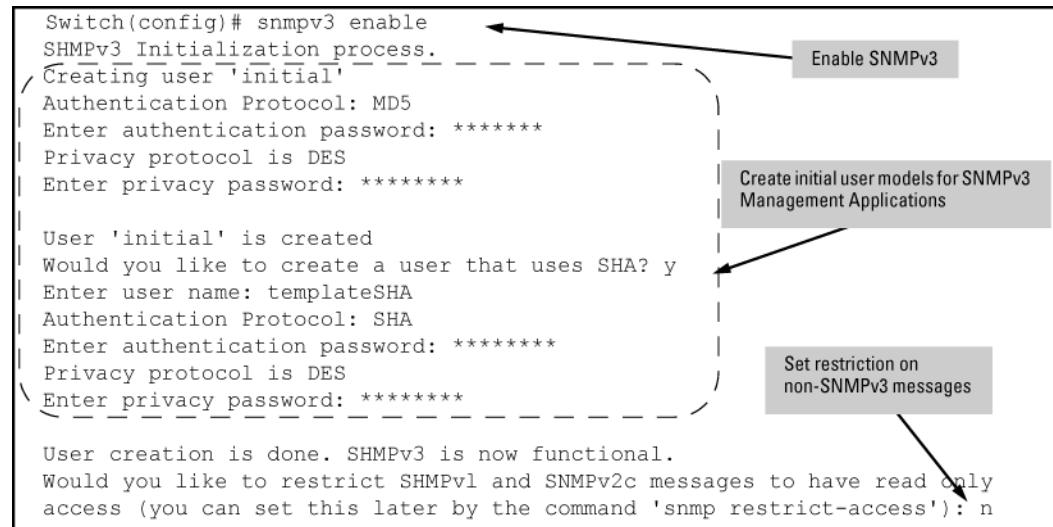 Switch(config)# snmpv3 enable
SHMPv3 Initialization process.
Enable SNMPv3
Creating user 'initial'
Authentication Protocol: MD5
Enter authentication password: *******
Privacy protocol is DES
Enter privacy password: ********
Create initial user models for SNMPv3
Management Applications
User 'initial' is created
Would you like to create a user that uses SHA? y
Enter user name: templateSHA
Authentication Protocol: SHA
Enter authentication password: ********
Privacy protocol is DES
Enter privacy password: ********
Set restriction on
non-SNMPv3 messages
User creation is done. SHMPv3 is now functional.
Would you like to restrict SHMPvl and SNMPv2c messages to have read only
access (you can set this later by the command 'snmp restrict-access'): n